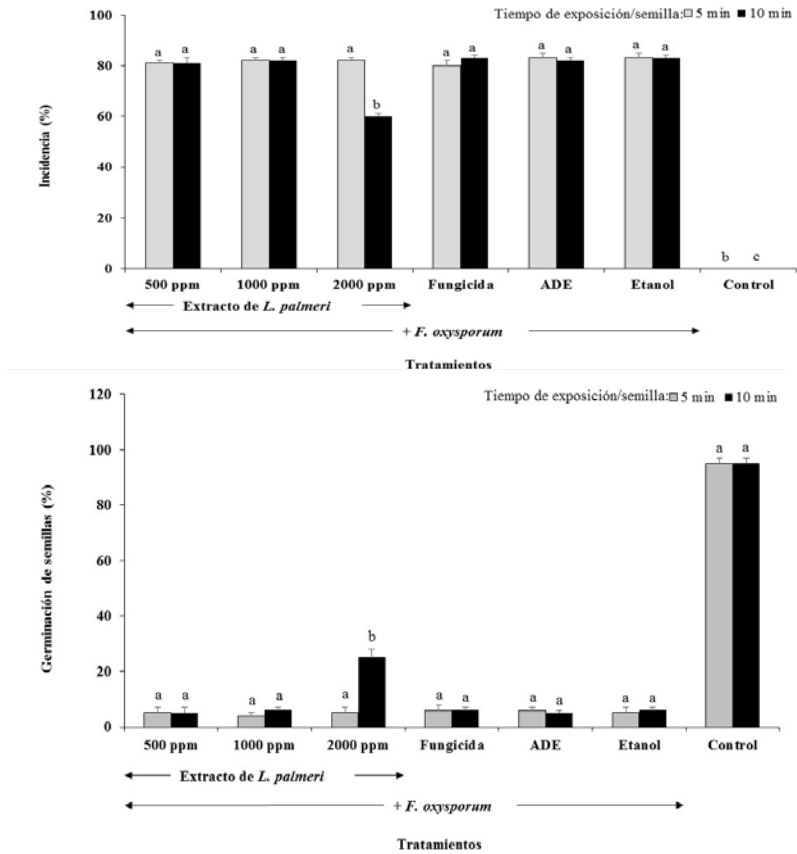 Tiempo de exposición/semilla: 5 min 10 min
100
80
60
40
20
0
Incidencia (%)
a a a a a b a a a a a a b c
500 ppm 1000 ppm 2000 ppm Fungicida ADE Etanol Control
Extracto de L. palmeri
+ F. oxysporum
Tratamientos
Tiempo de exposición/semilla: 5 min 10 min
120
100
80
60
40
20
0
Germinación de semillas (%)
a a a a a b a a a a a a a a
500 ppm 1000 ppm 2000 ppm Fungicida ADE Etanol Control
Extracto de L. palmeri
+ F. oxysporum
Tratamientos